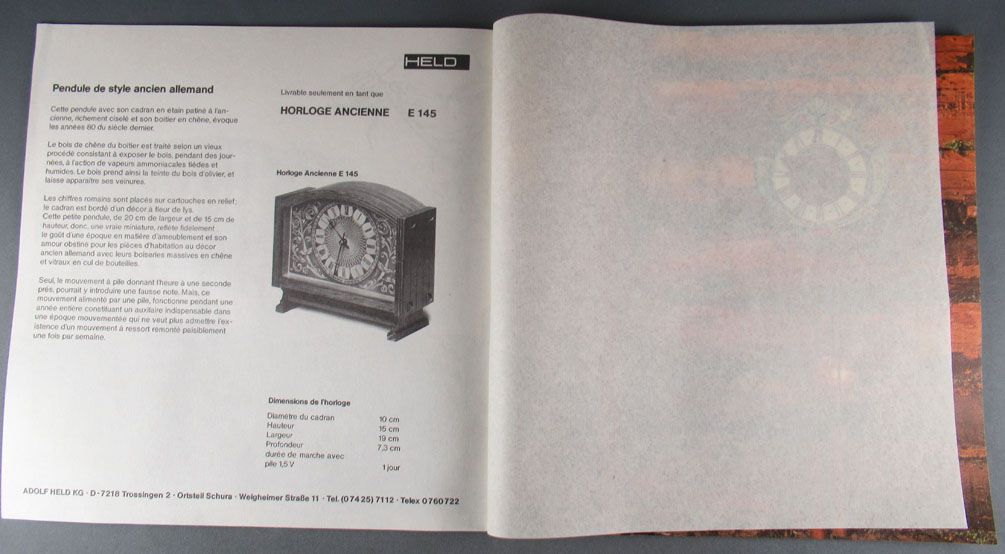 HELD
Pendule de style ancien allemand
Cette pendule avec son cadran en étain patiné à l'an-
cienne, richement ciselé et son boitier en chêne, évoque
les années 80 du siècle dernier.
Le bois de chêne du boitier est traité selon un vieux
procédé consistant à exposer le bois, pendant des jour-
nées, à l'action de vapeurs ammoniacales tièdes et
humides. Le bois prend ainsi la teinte du bois d'olivier, et
laisse apparaître ses veinures.
Les chiffres romains sont placés sur cartouches en relief;
le cadran est bordé d'un décor à fleur de lys.
Cette petite pendule, de 20 cm de largeur et de 15 cm de
hauteur, donc, une vraie miniature, reflète fidèlement
le goût d'une époque en matière d'ameublement et son
amour obstiné pour les pièces d'habitation au décor
ancien allemand avec leurs boiseries massives en chêne
et vitraux en cul de bouteilles.
Seul, le mouvement à pile donnant l'heure à une seconde
près, pourrait y introduire une fausse note. Mais, ce
mouvement alimenté par une pile, fonctionne pendant une
année entière constituant un auxiliaire indispensable dans
une époque mouvementée qui ne veut plus admettre l'ex-
istence d'un mouvement à ressort remonté paisiblement
une fois par semaine.
Livrable seulement en tant que
HORLOGE ANCIENNE E 145
Horloge Ancienne E 145
Dimensions de l'horloge
Diamètre du cadran 10 cm
Hauteur 15 cm
Largeur 19 cm
Profondeur 7,3 cm
durée de marche avec
pile 1,5 V 1 jour
ADOLF HELD KG · D-7218 Trossingen 2 · Ortsteil Schura · Weigheimer Straße 11 · Tel. (0 74 25) 7112 · Telex 0 760 722